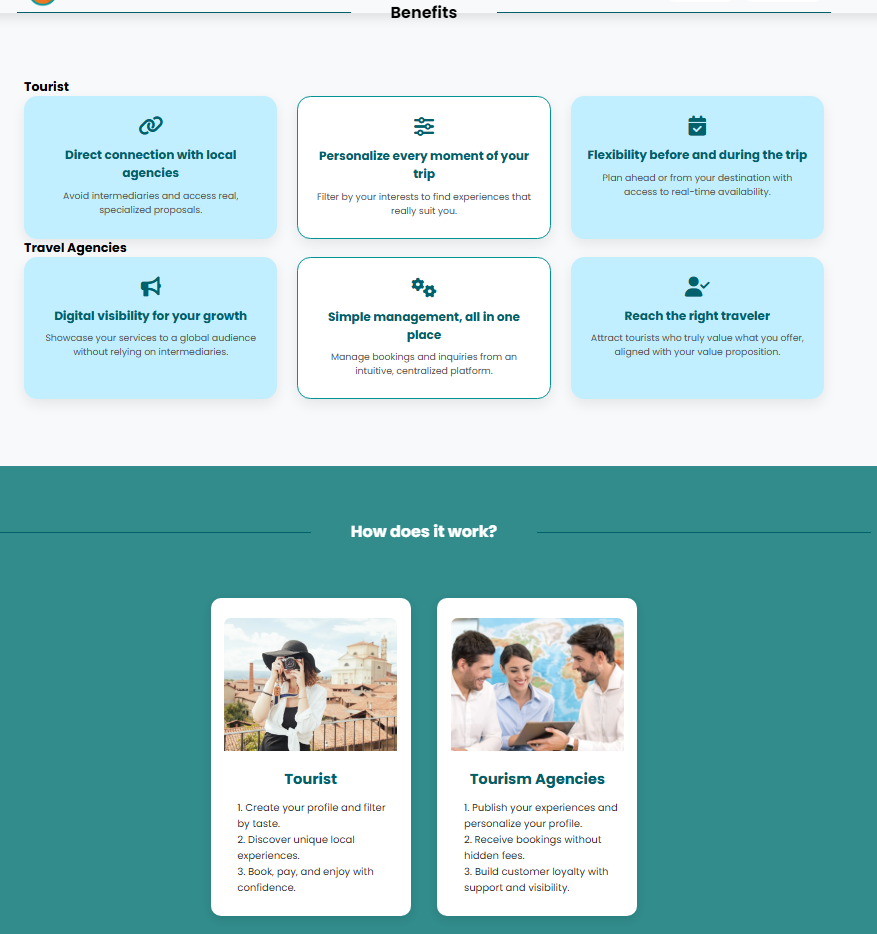 Benefits
Tourist
Direct connection with local
agencies
Avoid intermediaries and access real,
specialized proposals.
Personalize every moment of your
trip
Filter by your interests to find experiences that
really suit you.
Flexibility before and during the trip
Plan ahead or from your destination with
access to real-time availability.
Travel Agencies
Digital visibility for your growth
Showcase your services to a global audience
without relying on intermediaries.
Simple management, all in one
place
Manage bookings and inquiries from an
intuitive, centralized platform.
Reach the right traveler
Attract tourists who truly value what you offer,
aligned with your value proposition.
How does it work?
Tourist
1. Create your profile and filter
by taste.
2. Discover unique local
experiences.
3. Book, pay, and enjoy with
confidence.
Tourism Agencies
1. Publish your experiences and
personalize your profile.
2. Receive bookings without
hidden fees.
3. Build customer loyalty with
support and visibility.